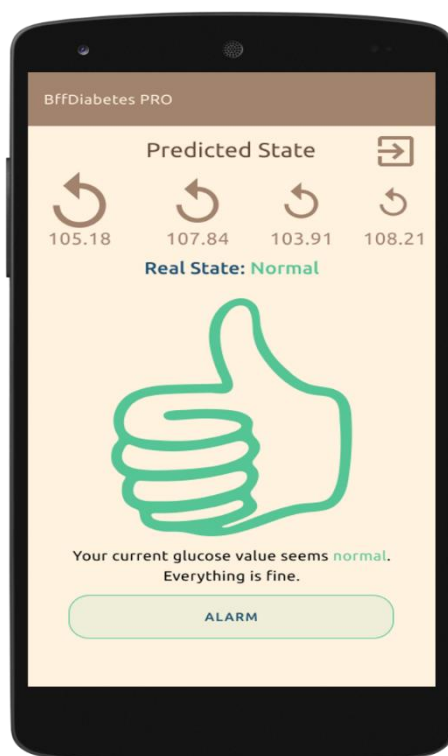 BffDiabetes PRO
Predicted State
105.18 107.84 103.91 108.21
Real State: Normal
Your current glucose value seems normal.
Everything is fine.
ALARM